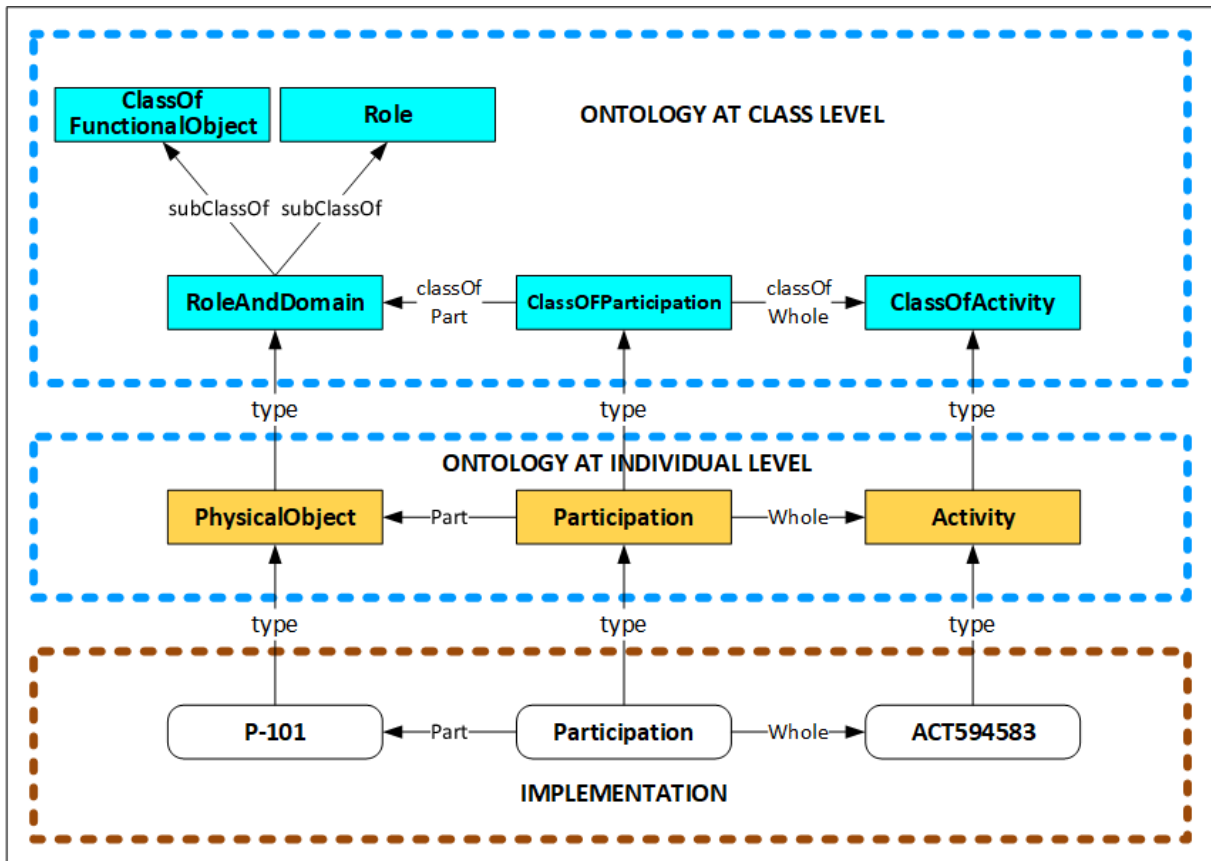 ClassOf
FunctionalObject
Role
ONTOLOGY AT CLASS LEVEL
subClassOf
subClassOf
RoleAndDomain
classOf
Part
ClassOFParticipation
classOf
Whole
ClassOfActivity
type
type
type
ONTOLOGY AT INDIVIDUAL LEVEL
PhysicalObject
Part
Participation
Whole
Activity
type
type
type
P-101
Part
Participation
Whole
ACT594583
IMPLEMENTATION